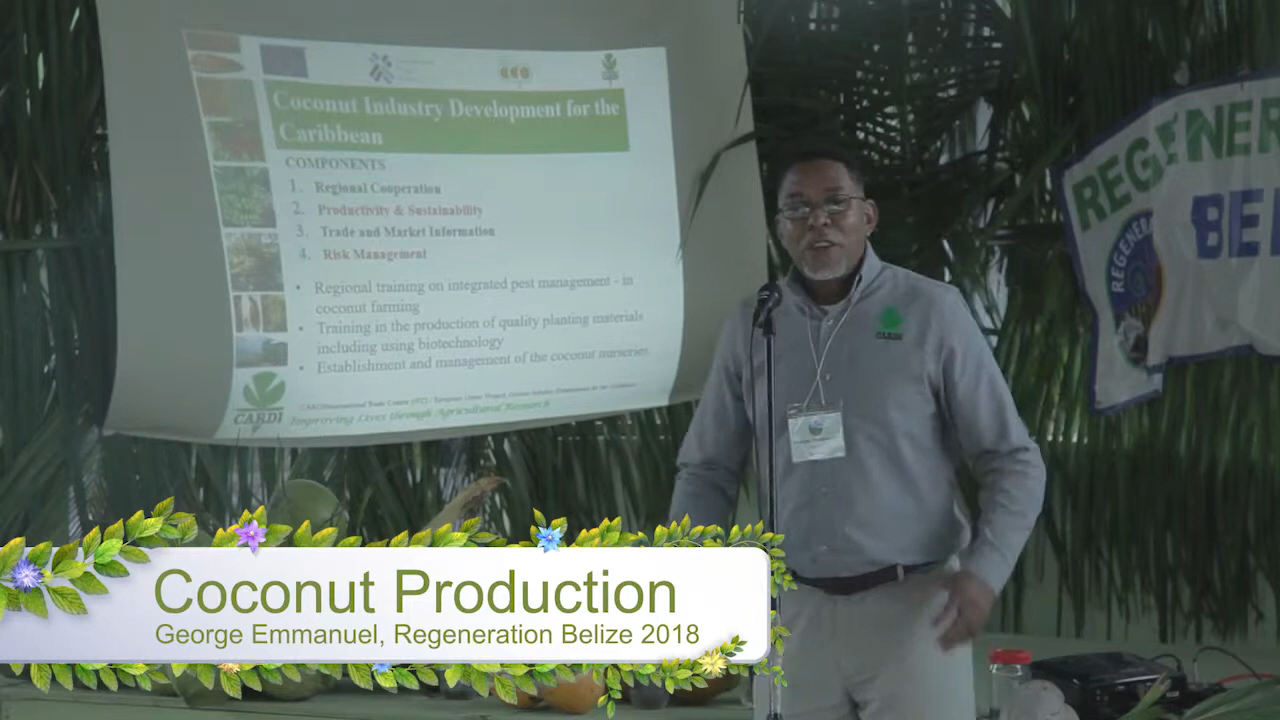 Coconut Industry Development for the
Caribbean
COMPONENTS
1. Regional Cooperation
2. Productivity & Sustainability
3. Trade and Market Information
4. Risk Management
• Regional training on integrated pest management - in
coconut farming
• Training in the production of quality planting materials
including using biotechnology
• Establishment and management of the coconut nurseries
CARDI
Improving Lives through Agricultural Research
CARDI
REGENER
BEL
REGENER
Coconut Production
George Emmanuel, Regeneration Belize 2018